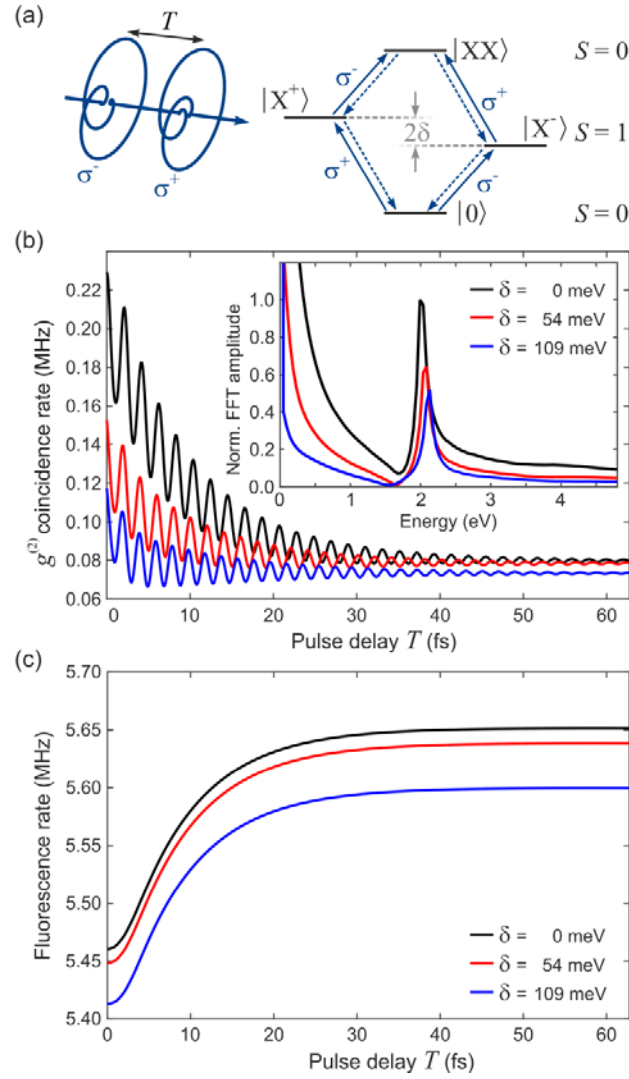 (a)
T
σ⁻
σ⁺
|XX⟩
S = 0
σ⁻
σ⁺
|X⁺⟩
2δ
|X⁻⟩
S = 1
σ⁺
σ⁻
|0⟩
S = 0
(b)
g⁽²⁾ coincidence rate (MHz)
0.22
0.20
0.18
0.16
0.14
0.12
0.10
0.08
0.06
0 10 20 30 40 50 60
Pulse delay T (fs)
Norm. FFT amplitude
1.0
0.8
0.6
0.4
0.2
0.0
0 1 2 3 4
Energy (eV)
δ = 0 meV
δ = 54 meV
δ = 109 meV
(c)
Fluorescence rate (MHz)
5.70
5.65
5.60
5.55
5.50
5.45
5.40
0 10 20 30 40 50 60
Pulse delay T (fs)
δ = 0 meV
δ = 54 meV
δ = 109 meV